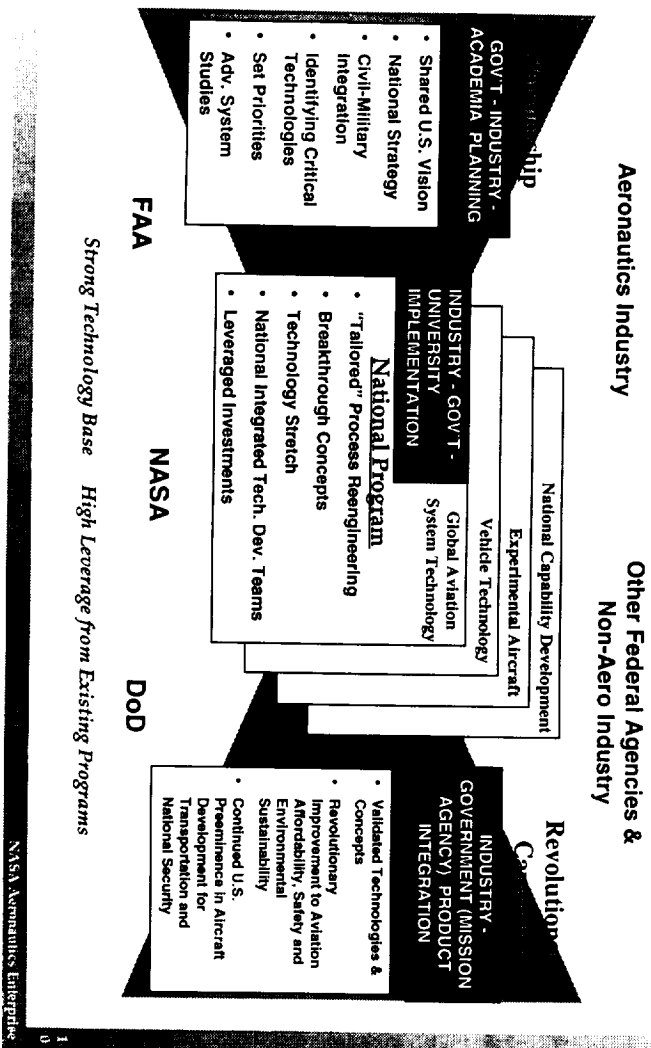 Aeronautics Industry
Other Federal Agencies &
Non-Aero Industry
GOV'T - INDUSTRY -
ACADEMIA PLANNING
• Shared U.S. Vision
• National Strategy
• Civil-Military
Integration
• Identifying Critical
Technologies
• Set Priorities
• Adv. System
Studies
National Capability Development
Experimental Aircraft
Vehicle Technology
Global Aviation
System Technology
INDUSTRY - GOV'T -
UNIVERSITY
IMPLEMENTATION
National Program
• "Tailored" Process Reengineering
• Breakthrough Concepts
• Technology Stretch
• National Integrated Tech. Dev. Teams
• Leveraged Investments
INDUSTRY -
GOVERNMENT (MISSION
AGENCY) PRODUCT
INTEGRATION
• Validated Technologies &
Concepts
• Revolutionary
Improvement to Aviation
Affordability, Safety and
Environmental
Sustainability
• Continued U.S.
Preeminence in Aircraft
Development for
Transportation and
National Security
FAA
NASA
DoD
Strong Technology Base High Leverage from Existing Programs
NASA Aeronautics Enterprise
10